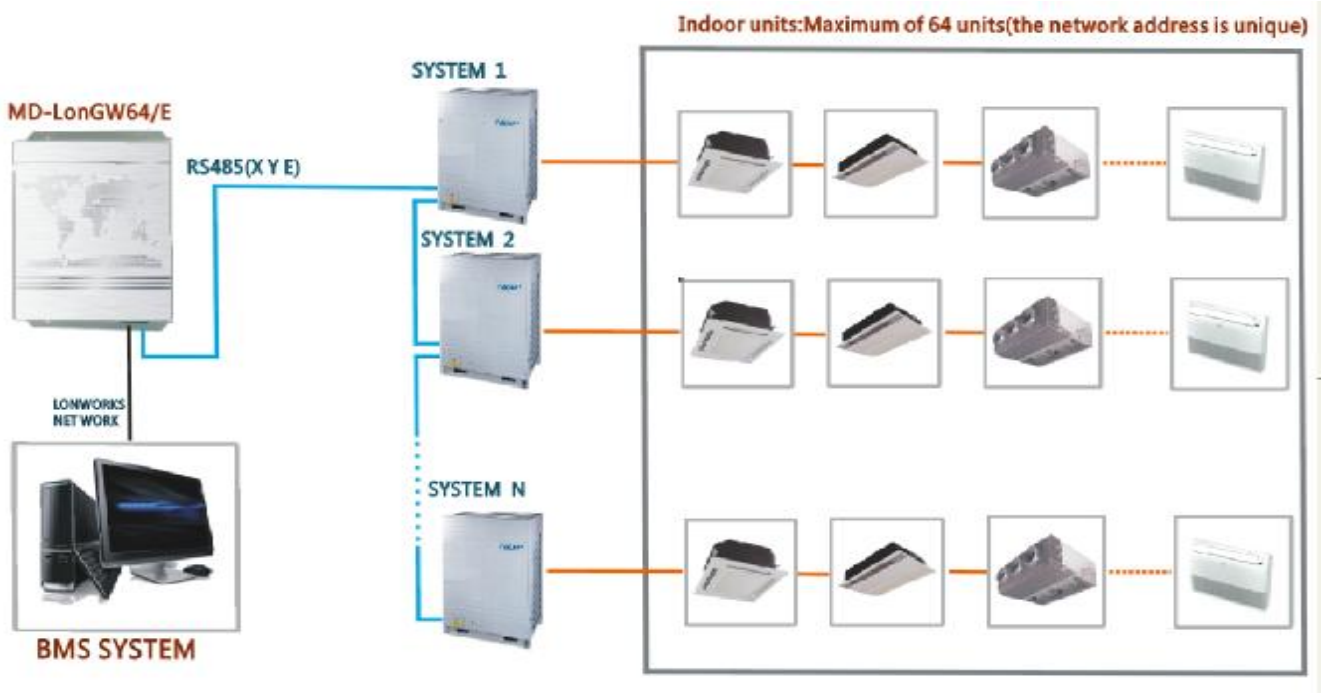 Indoor units:Maximum of 64 units(the network address is unique)
SYSTEM 1
MD-LonGW64/E
RS485(X Y E)
SYSTEM 2
LONWORKS
NETWORK
SYSTEM N
BMS SYSTEM